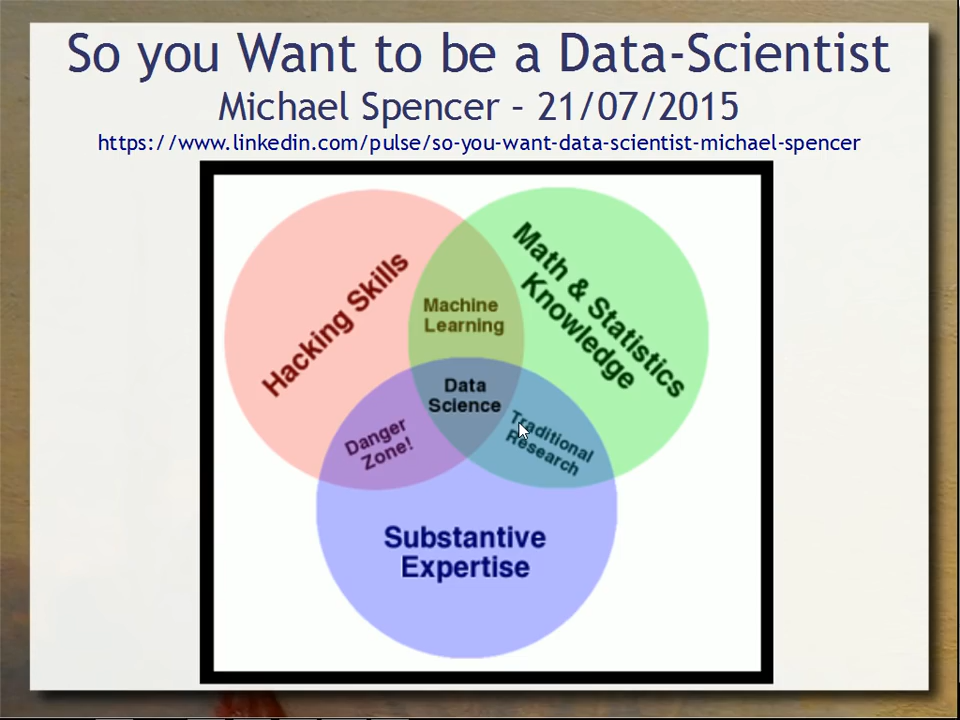 So you Want to be a Data-Scientist
Michael Spencer – 21/07/2015
https://www.linkedin.com/pulse/so-you-want-data-scientist-michael-spencer
Hacking Skills
Math & Statistics
Knowledge
Machine
Learning
Data
Science
Danger
Zone!
Traditional
Research
Substantive
Expertise